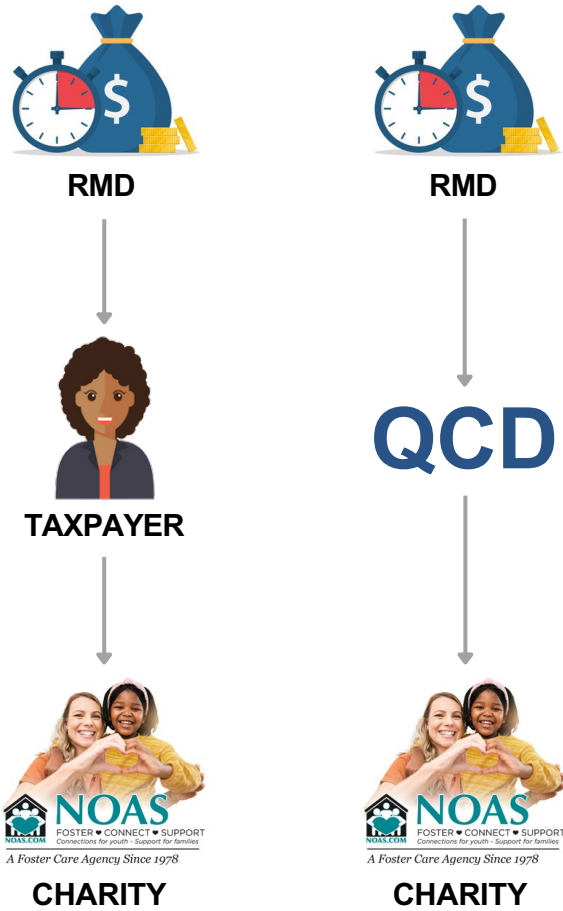 $
RMD
TAXPAYER
NOAS.COM
NOAS
FOSTER ♥ CONNECT ♥ SUPPORT
Connections for youth - Support for families
A Foster Care Agency Since 1978
CHARITY
$
RMD
QCD
NOAS.COM
NOAS
FOSTER ♥ CONNECT ♥ SUPPORT
Connections for youth - Support for families
A Foster Care Agency Since 1978
CHARITY